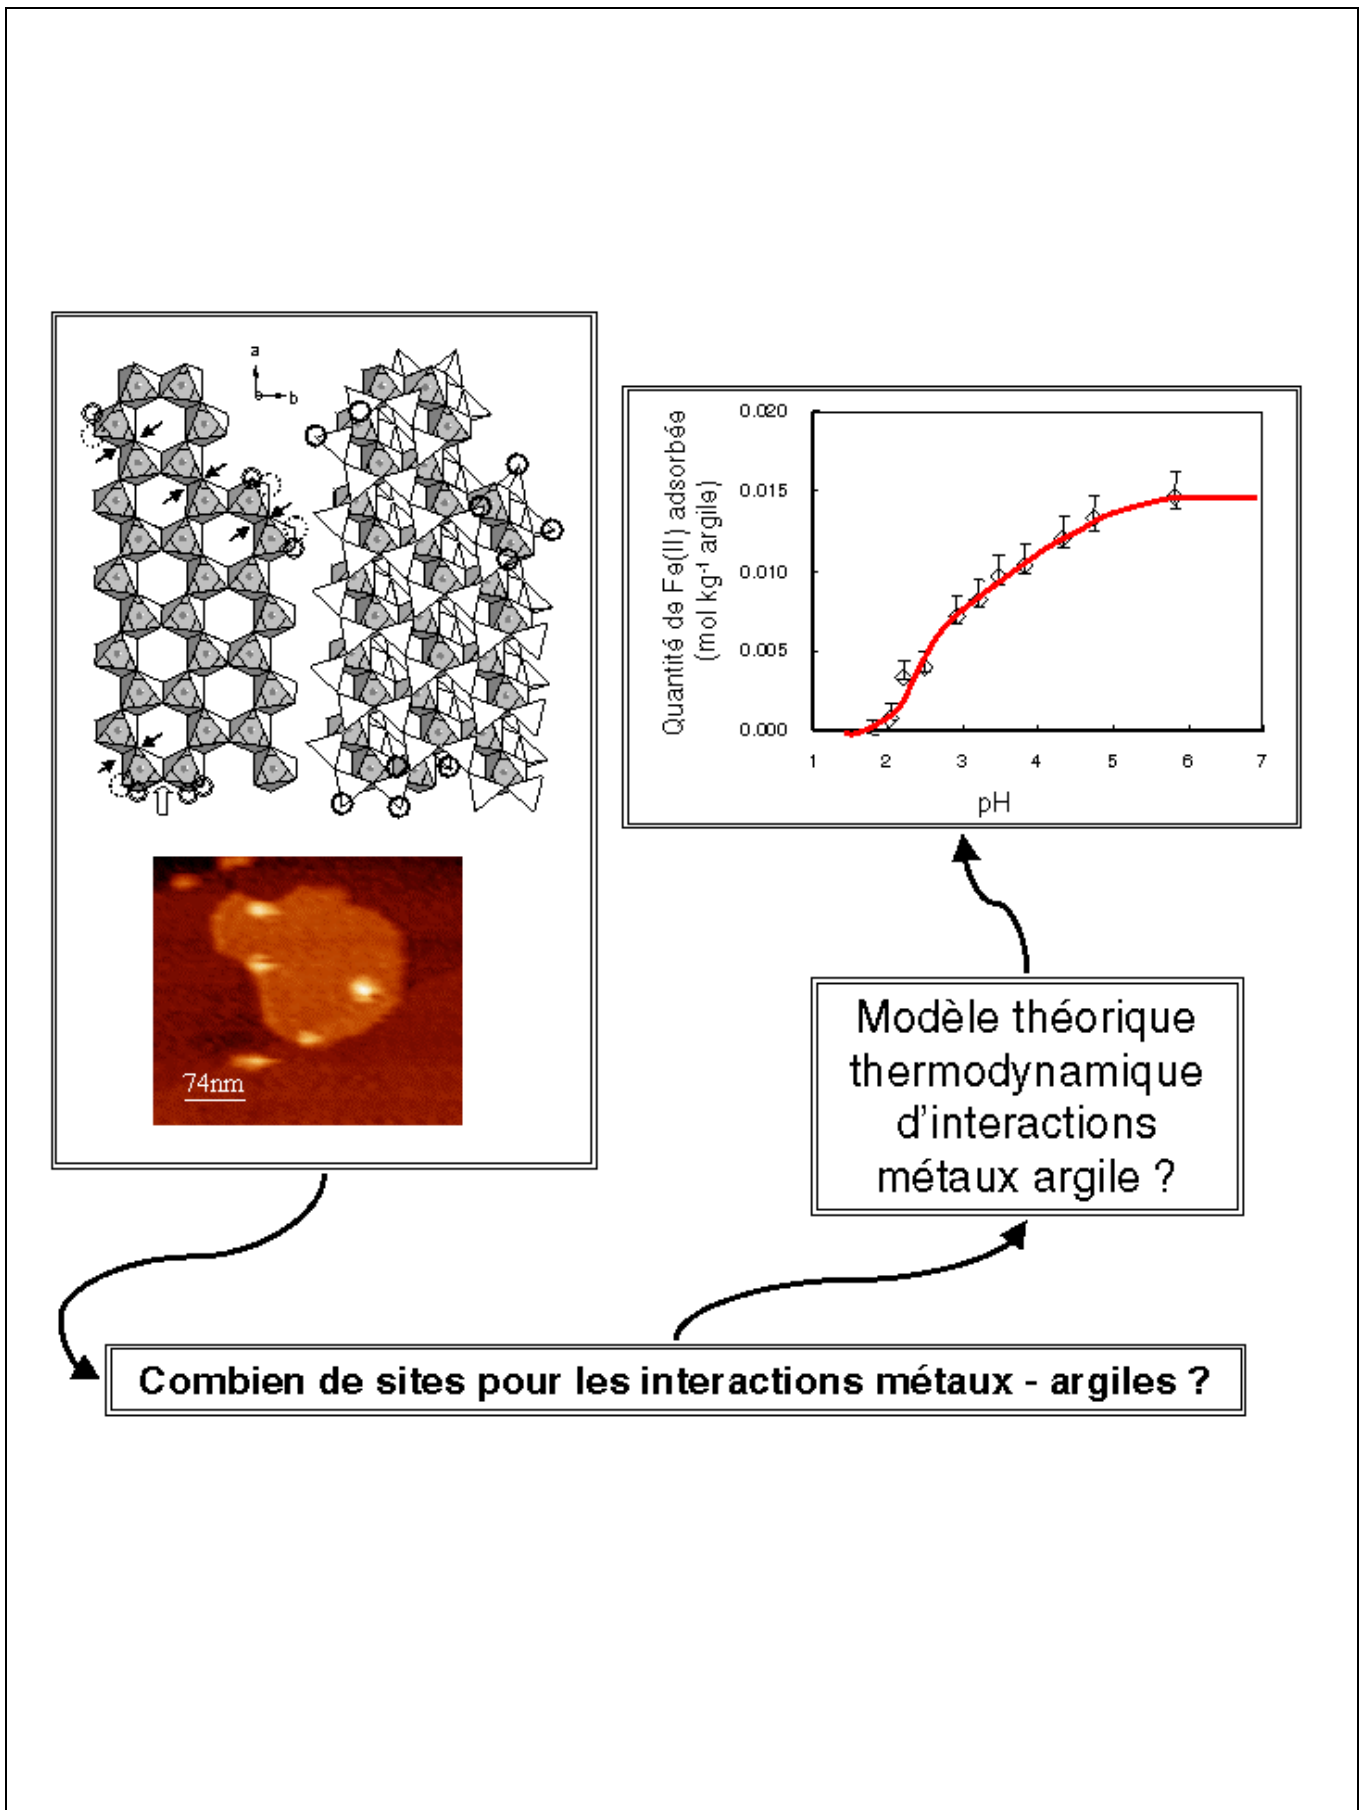 a
b
74nm
Quantité de Fe(II) adsorbée
(mol kg-1 argile)
0.020
0.015
0.010
0.005
0.000
1 2 3 4 5 6 7
pH
Modèle théorique
thermodynamique
d'interactions
métaux argile ?
Combien de sites pour les interactions métaux - argiles ?